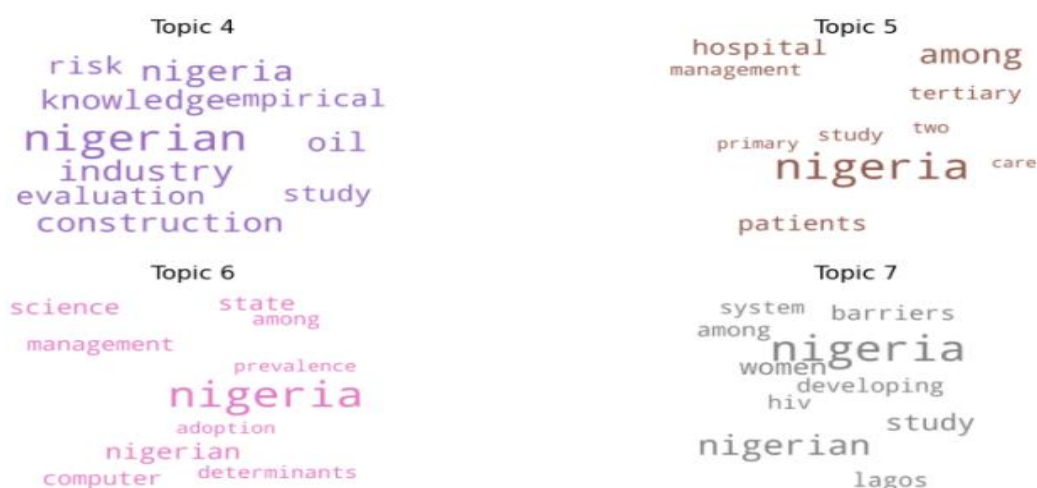 Topic 4
risk nigeria
knowledge empirical
nigerian oil
industry
evaluation study
construction
Topic 5
hospital among
management
tertiary
primary study two
nigeria care
patients
Topic 6
science state
among
management
prevalence
nigeria
adoption
nigerian
computer determinants
Topic 7
system barriers
among nigeria
women
developing
hiv
study
nigerian
lagos